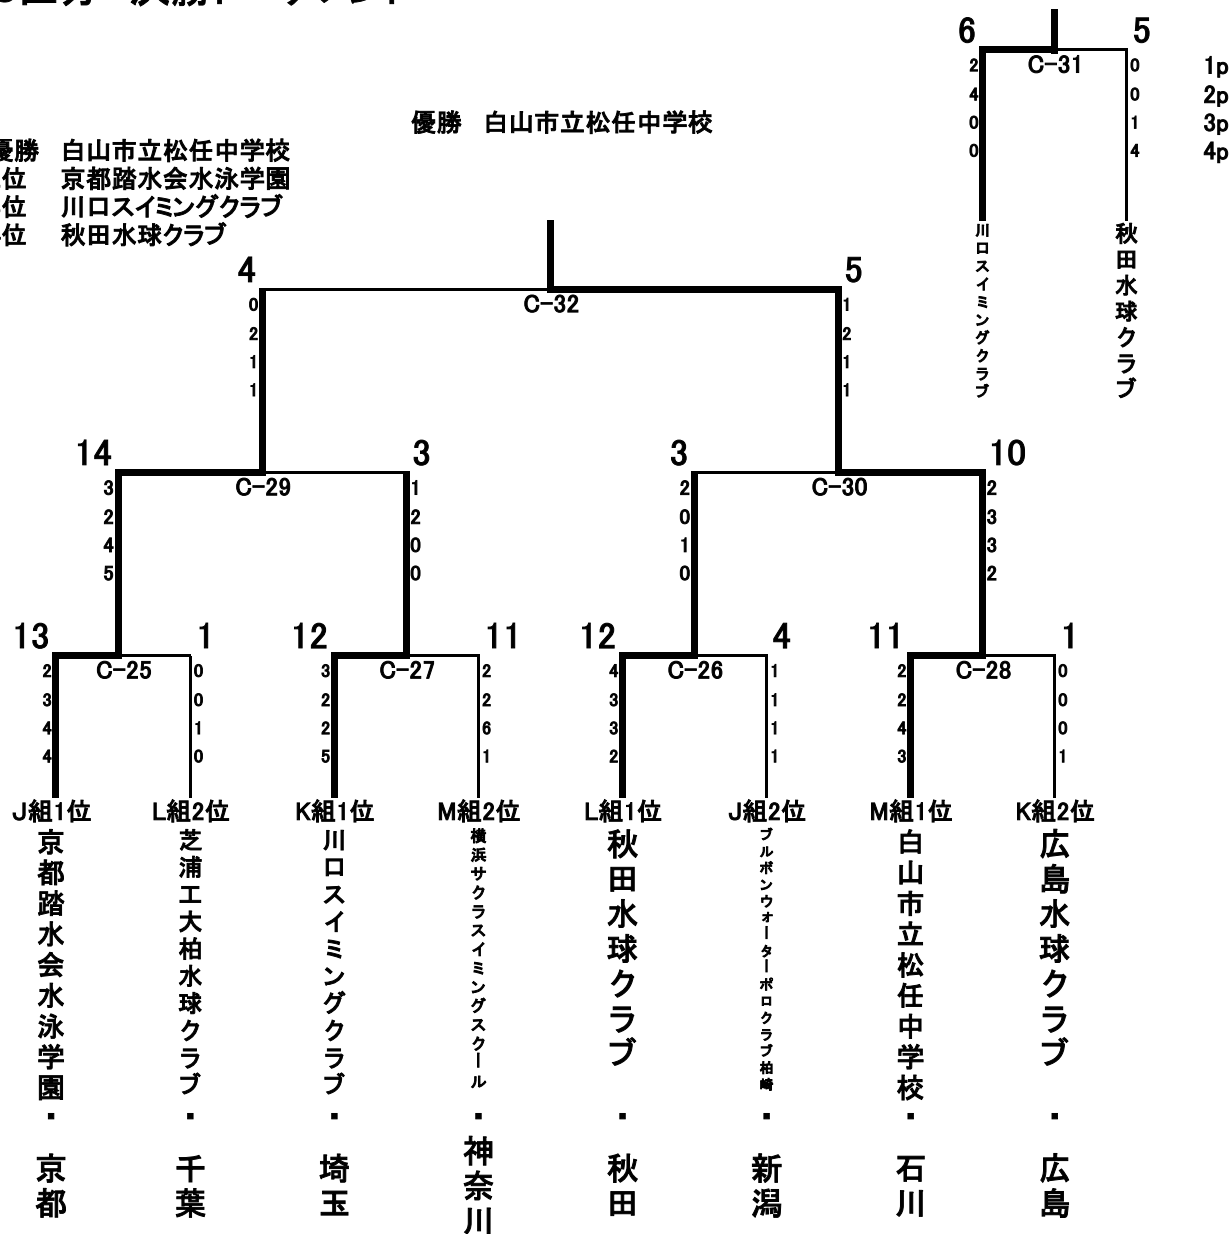 優勝 白山市立松任中学校
優勝 白山市立松任中学校
位 京都踏水会水泳学園
位 川口スイミングクラブ
位 秋田水球クラブ
6 5
C-31
2 0 1p
4 0 2p
0 1 3p
0 4 4p
川口スイミングクラブ
秋田水球クラブ
4 5
C-32
0 1
2 2
1 1
1 1
14 3 3 10
C-29 C-30
3 1 2 2
2 2 0 3
4 0 1 3
5 0 0 2
13 1 12 11 12 4 11 1
C-25 C-27 C-26 C-28
2 0 3 2 4 1 2 0
3 0 2 2 3 1 2 0
4 1 2 6 3 1 4 0
4 0 5 1 2 1 3 1
J組1位 L組2位 K組1位 M組2位 L組1位 J組2位 M組1位 K組2位
京都踏水会水泳学園・京都
芝浦工大柏水球クラブ・千葉
川口スイミングクラブ・埼玉
横浜サクラスイミングスクール・神奈川
秋田水球クラブ・秋田
ブルボンウォーターポロクラブ柏崎・新潟
白山市立松任中学校・石川
広島水球クラブ・広島